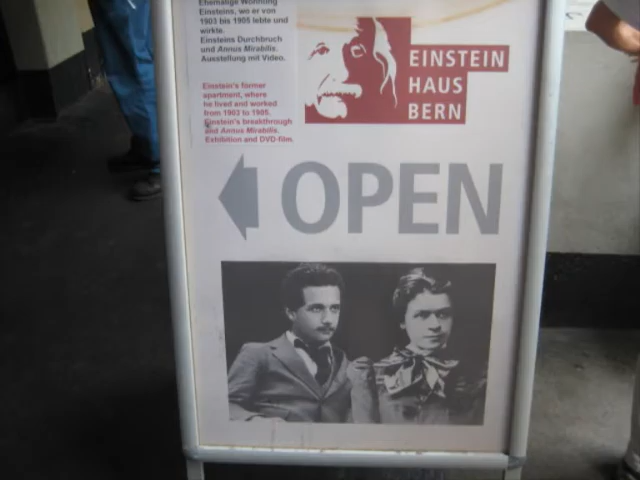 Ehemalige Wohnung
Einsteins, wo er von
1903 bis 1905 lebte und
wirkte.
Einsteins Durchbruch
und Annus Mirabilis.
Ausstellung mit Video.
Einstein's former
apartment, where
he lived and worked
from 1903 to 1905.
Einstein's breakthrough
and Annus Mirabilis.
Exhibition and DVD-film.
EINSTEIN
HAUS
BERN
OPEN